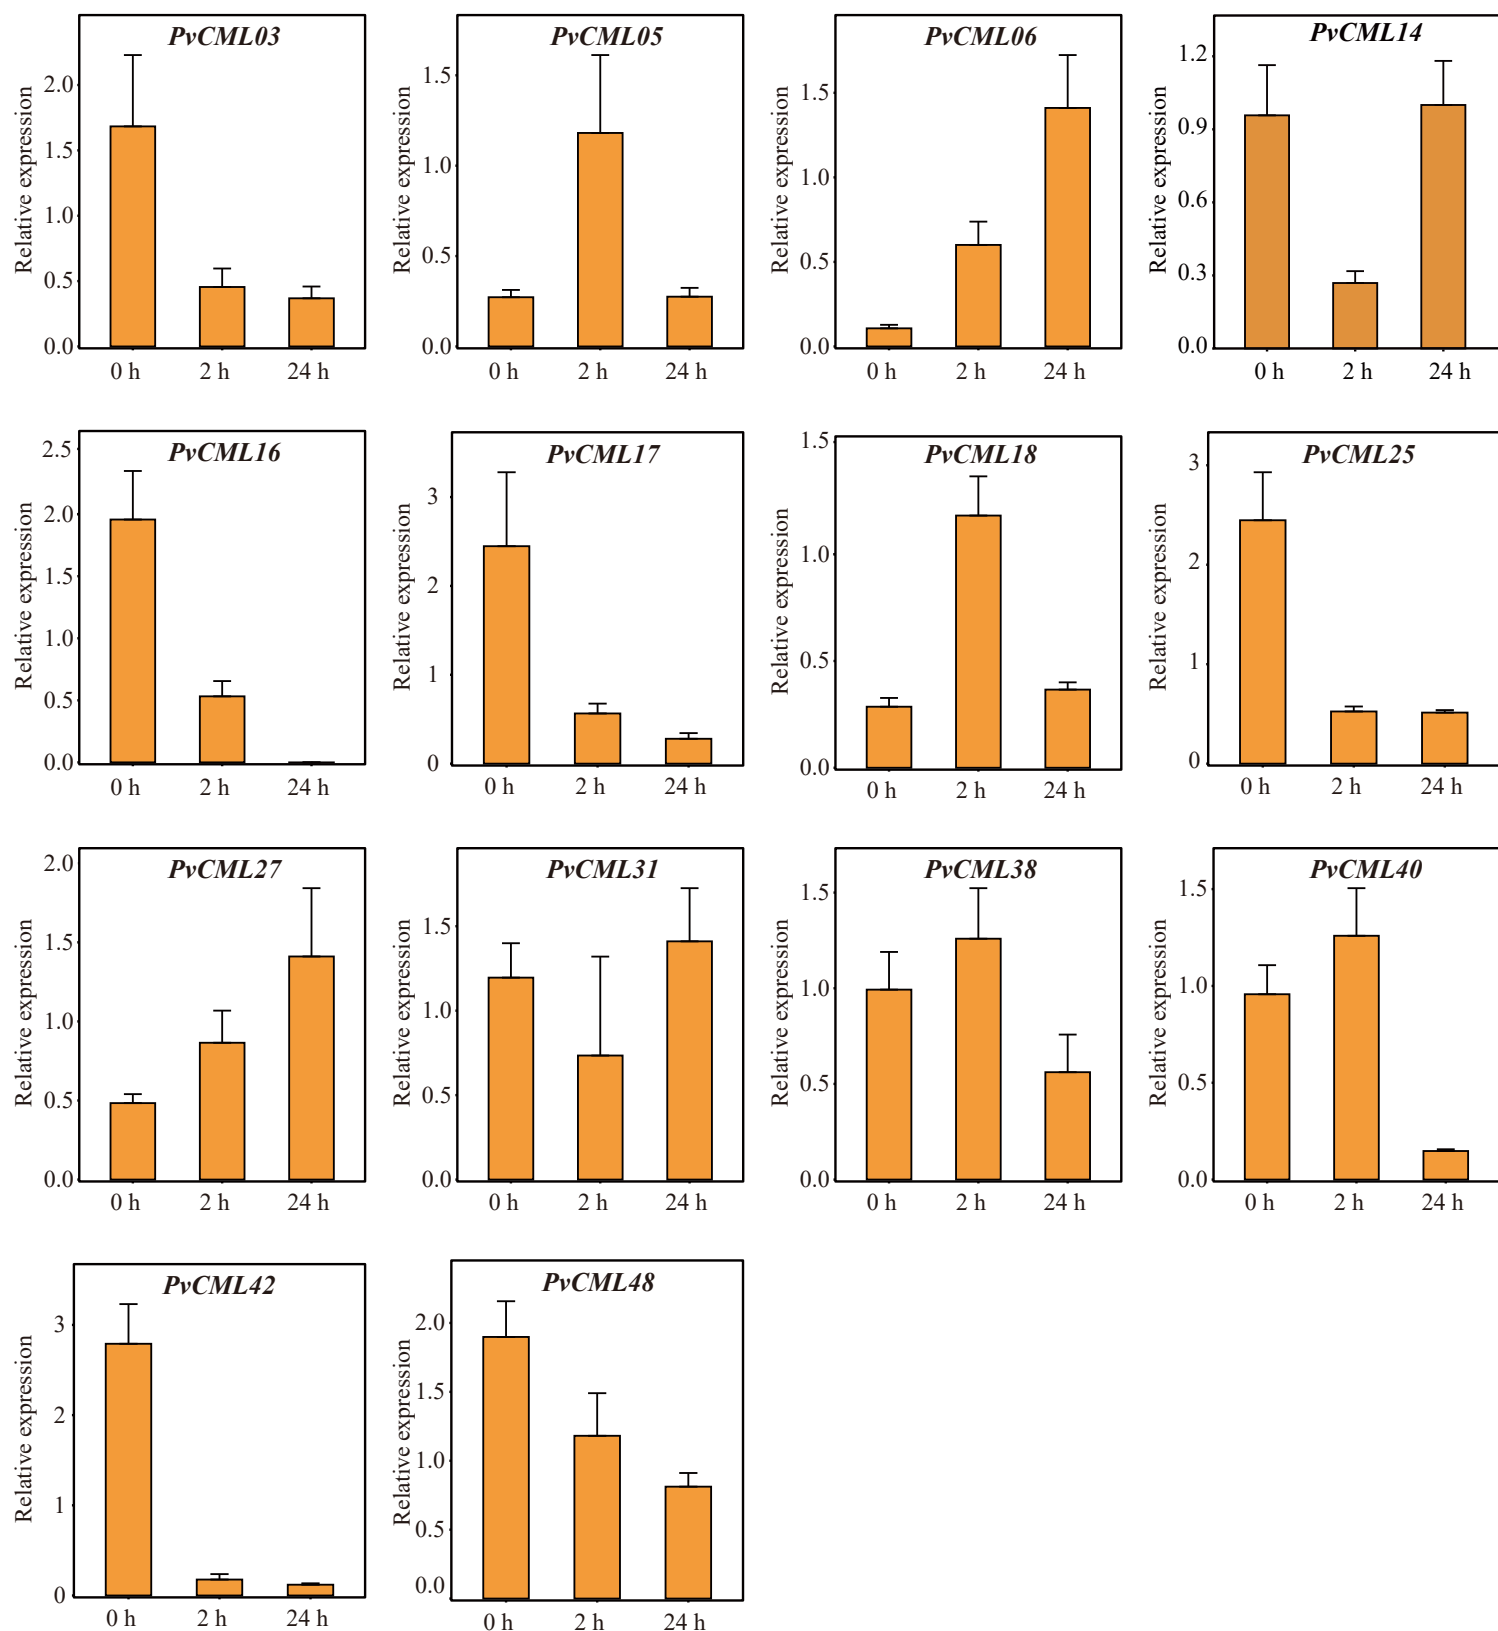 PvCML03
Relative expression
2.0
1.5
1.0
0.5
0.0
0 h 2 h 24 h
PvCML05
Relative expression
1.5
1.0
0.5
0.0
0 h 2 h 24 h
PvCML06
Relative expression
1.5
1.0
0.5
0.0
0 h 2 h 24 h
PvCML14
Relative expression
1.2
0.9
0.6
0.3
0.0
0 h 2 h 24 h
PvCML16
Relative expression
2.5
2.0
1.5
1.0
0.5
0.0
0 h 2 h 24 h
PvCML17
Relative expression
3
2
1
0
0 h 2 h 24 h
PvCML18
Relative expression
1.5
1.0
0.5
0.0
0 h 2 h 24 h
PvCML25
Relative expression
3
2
1
0
0 h 2 h 24 h
PvCML27
Relative expression
2.0
1.5
1.0
0.5
0.0
0 h 2 h 24 h
PvCML31
Relative expression
1.5
1.0
0.5
0.0
0 h 2 h 24 h
PvCML38
Relative expression
1.5
1.0
0.5
0.0
0 h 2 h 24 h
PvCML40
Relative expression
1.5
1.0
0.5
0.0
0 h 2 h 24 h
PvCML42
Relative expression
3
2
1
0
0 h 2 h 24 h
PvCML48
Relative expression
2.0
1.5
1.0
0.5
0.0
0 h 2 h 24 h